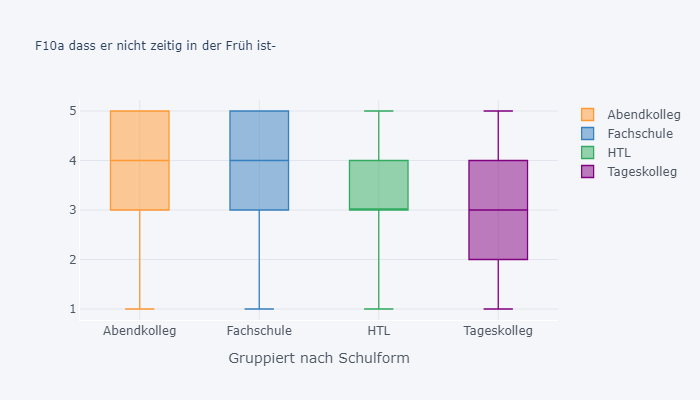 F10a dass er nicht zeitig in der Früh ist-
5
4
3
2
1
Abendkolleg
Fachschule
HTL
Tageskolleg
Gruppiert nach Schulform
Abendkolleg
Fachschule
HTL
Tageskolleg